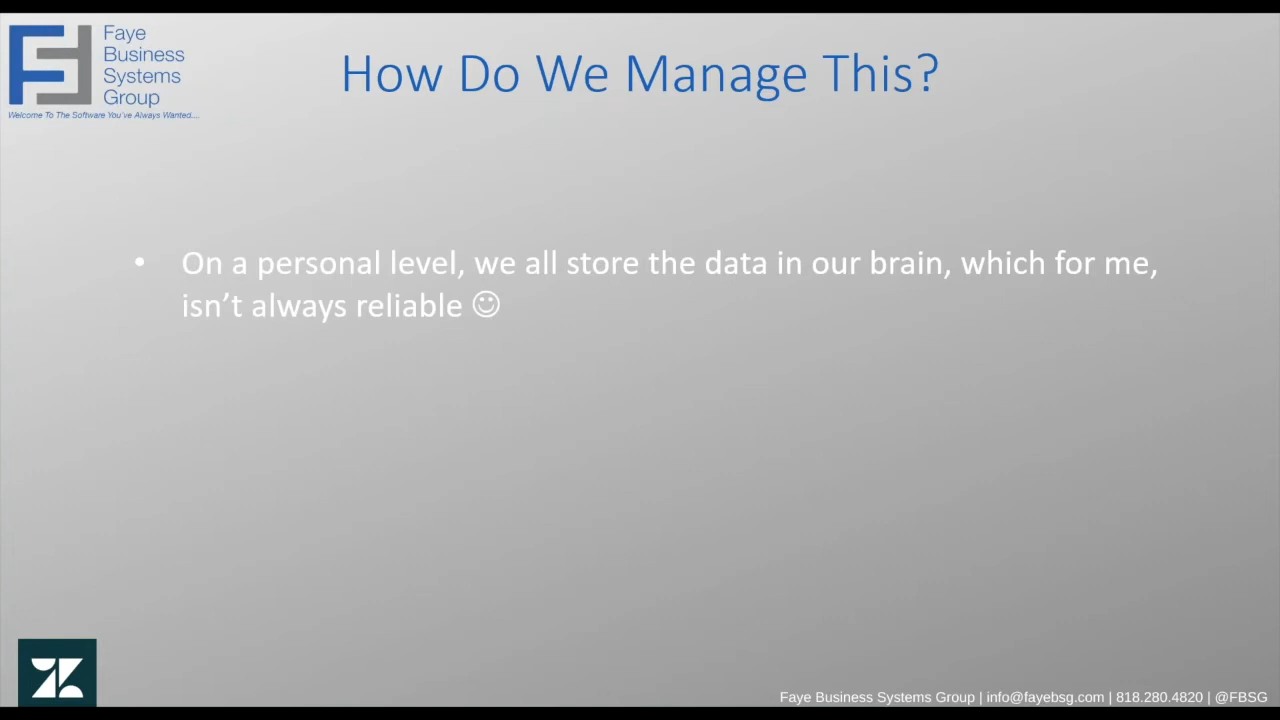 Faye
Business
Systems
Group
Welcome To The Software You've Always Wanted....
How Do We Manage This?
• On a personal level, we all store the data in our brain, which for me,
isn’t always reliable ☺
Faye Business Systems Group | info@fayebsg.com | 818.280.4820 | @FBSG